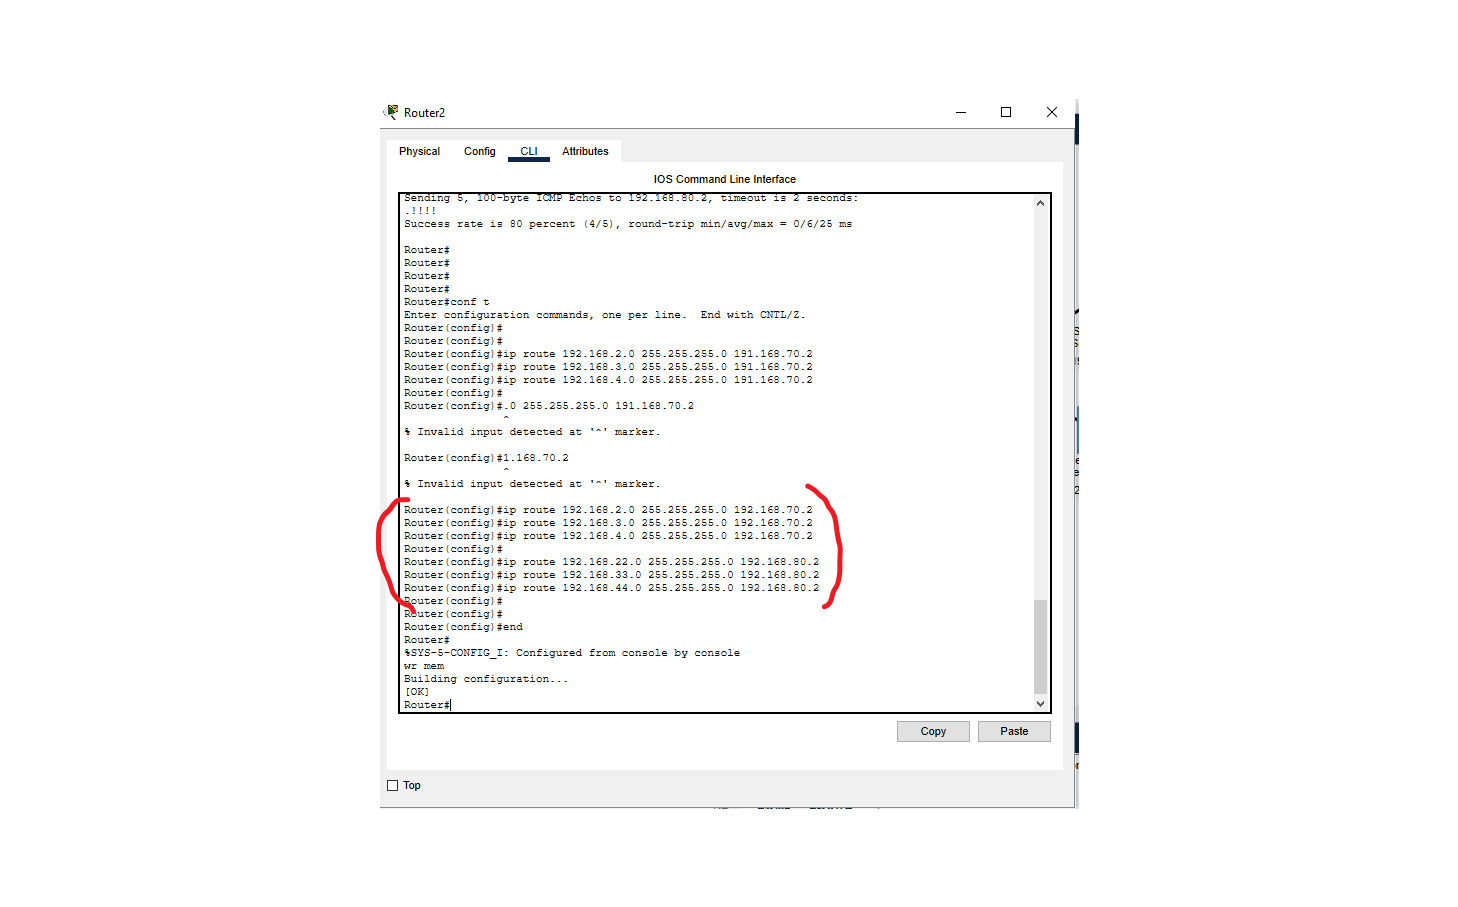 Router2
Physical Config CLI Attributes
IOS Command Line Interface
Sending 5, 100-byte ICMP Echos to 192.168.80.2, timeout is 2 seconds:
.!!!!
Success rate is 80 percent (4/5), round-trip min/avg/max = 0/6/25 ms
Router#
Router#
Router#
Router#
Router#conf t
Enter configuration commands, one per line.  End with CNTL/Z.
Router(config)#
Router(config)#
Router(config)#ip route 192.168.2.0 255.255.255.0 191.168.70.2
Router(config)#ip route 192.168.3.0 255.255.255.0 191.168.70.2
Router(config)#ip route 192.168.4.0 255.255.255.0 191.168.70.2
Router(config)#
Router(config)#.0 255.255.255.0 191.168.70.2
^
% Invalid input detected at '^' marker.
Router(config)#1.168.70.2
^
% Invalid input detected at '^' marker.
Router(config)#ip route 192.168.2.0 255.255.255.0 192.168.70.2
Router(config)#ip route 192.168.3.0 255.255.255.0 192.168.70.2
Router(config)#ip route 192.168.4.0 255.255.255.0 192.168.70.2
Router(config)#
Router(config)#ip route 192.168.22.0 255.255.255.0 192.168.80.2
Router(config)#ip route 192.168.33.0 255.255.255.0 192.168.80.2
Router(config)#ip route 192.168.44.0 255.255.255.0 192.168.80.2
Router(config)#
Router(config)#
Router(config)#end
Router#
%SYS-5-CONFIG_I: Configured from console by console
wr mem
Building configuration...
[OK]
Router#
Copy Paste
Top